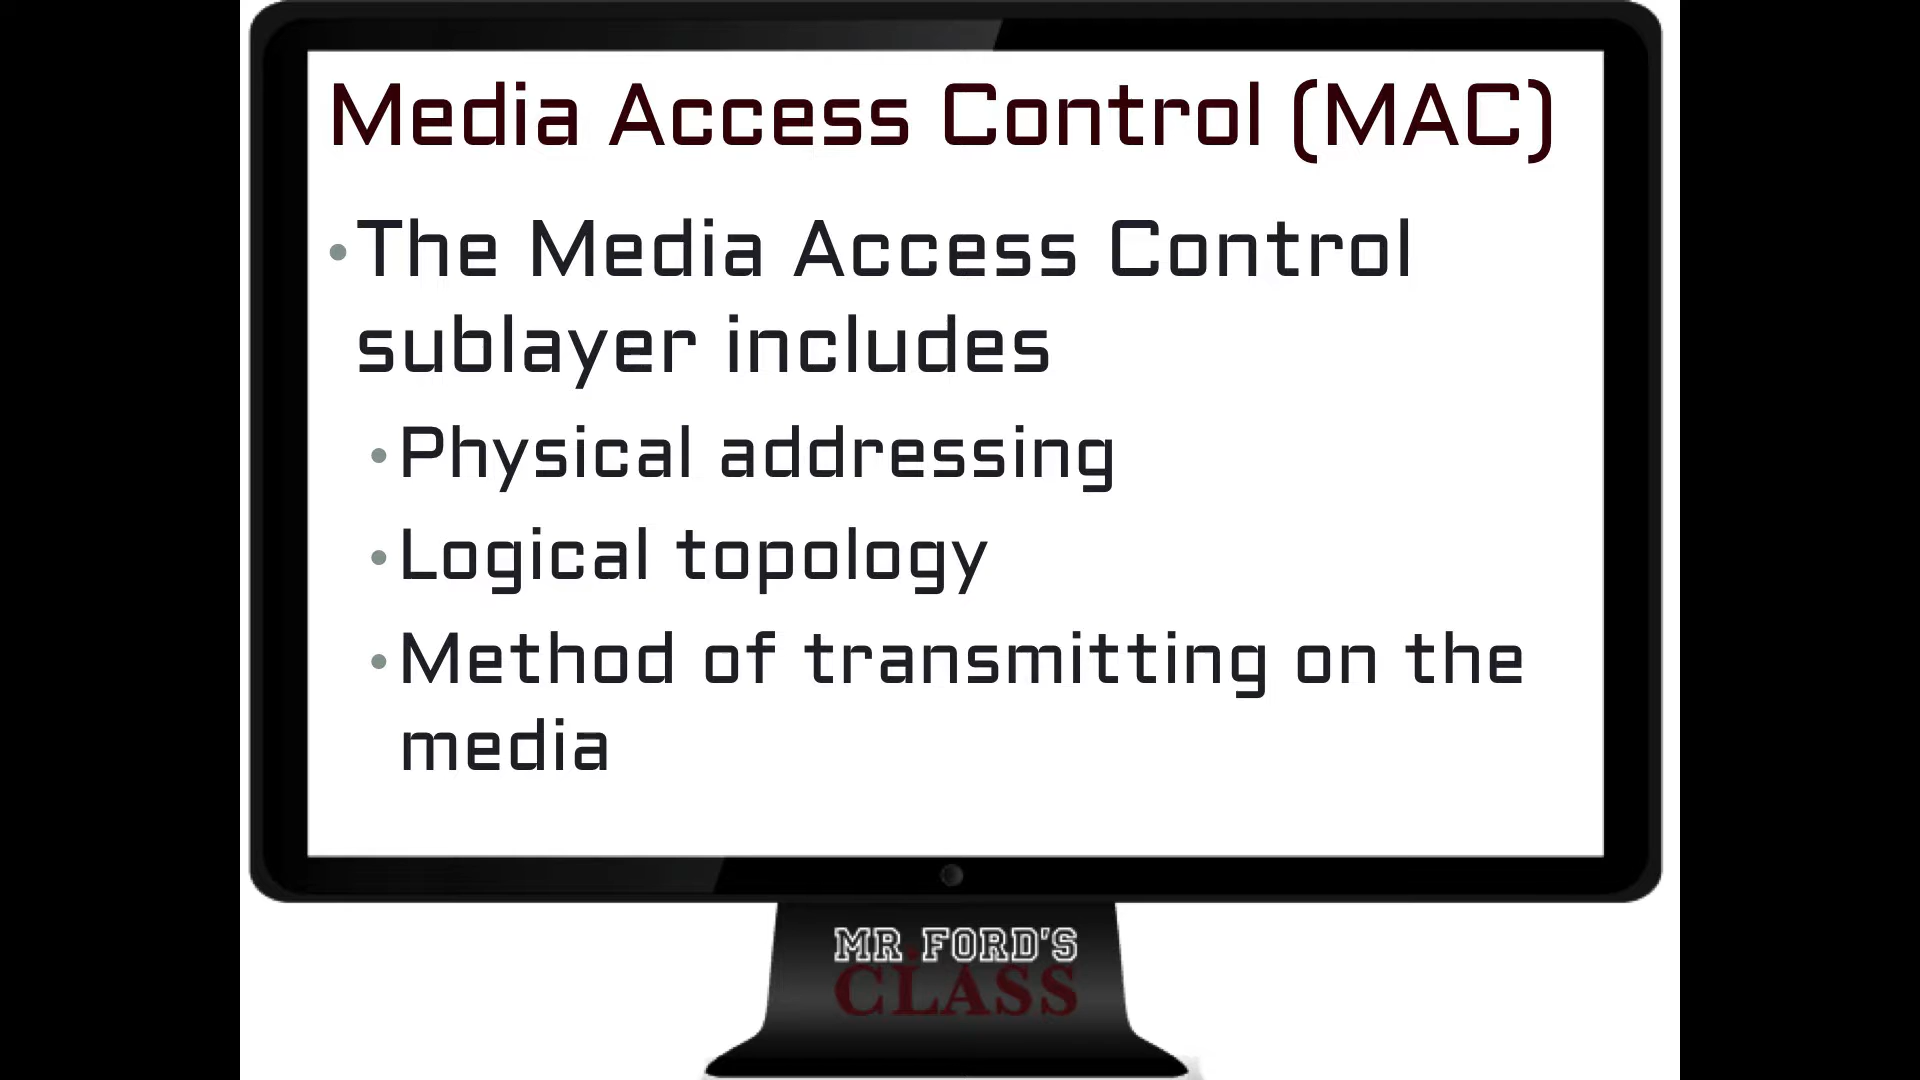 Media Access Control (MAC)
•The Media Access Control
sublayer includes
•Physical addressing
•Logical topology
•Method of transmitting on the
media
MR FORD'S
CLASS